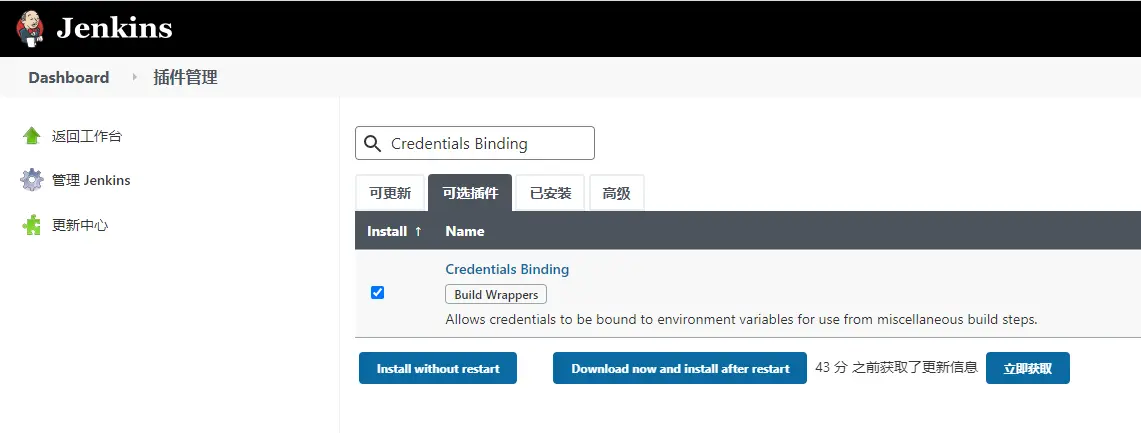 Jenkins
Dashboard 插件管理
返回工作台
管理 Jenkins
更新中心
Credentials Binding
可更新 可选插件 已安装 高级
Install ↑ Name
Credentials Binding
Build Wrappers
Allows credentials to be bound to environment variables for use from miscellaneous build steps.
Install without restart Download now and install after restart 43 分 之前获取了更新信息 立即获取